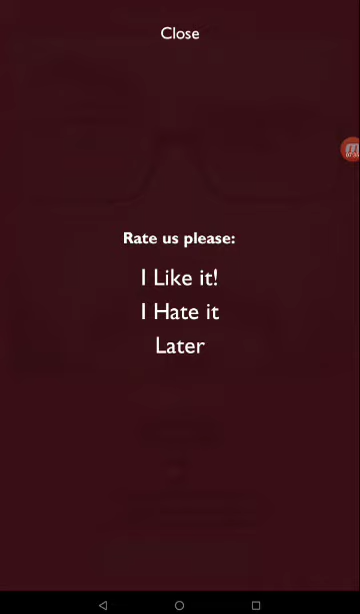 Close
Rate us please:
I Like it!
I Hate it
Later